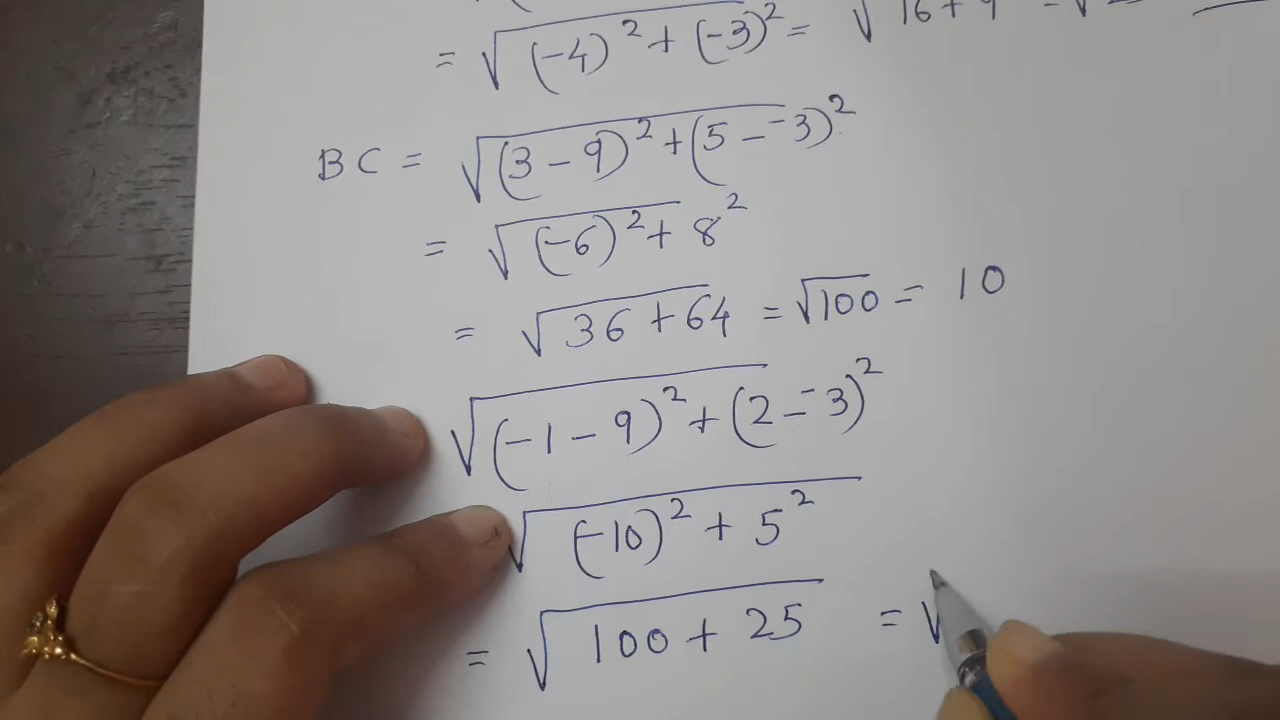 = √(-4)² + (-3)² = √16 +
BC = √(3 - 9)² + (5 - -3)²
= √(-6)² + 8²
= √36 + 64 = √100 = 10
√(-1 - 9)² + (2 - -3)²
√(-10)² + 5²
= √100 + 25 = √